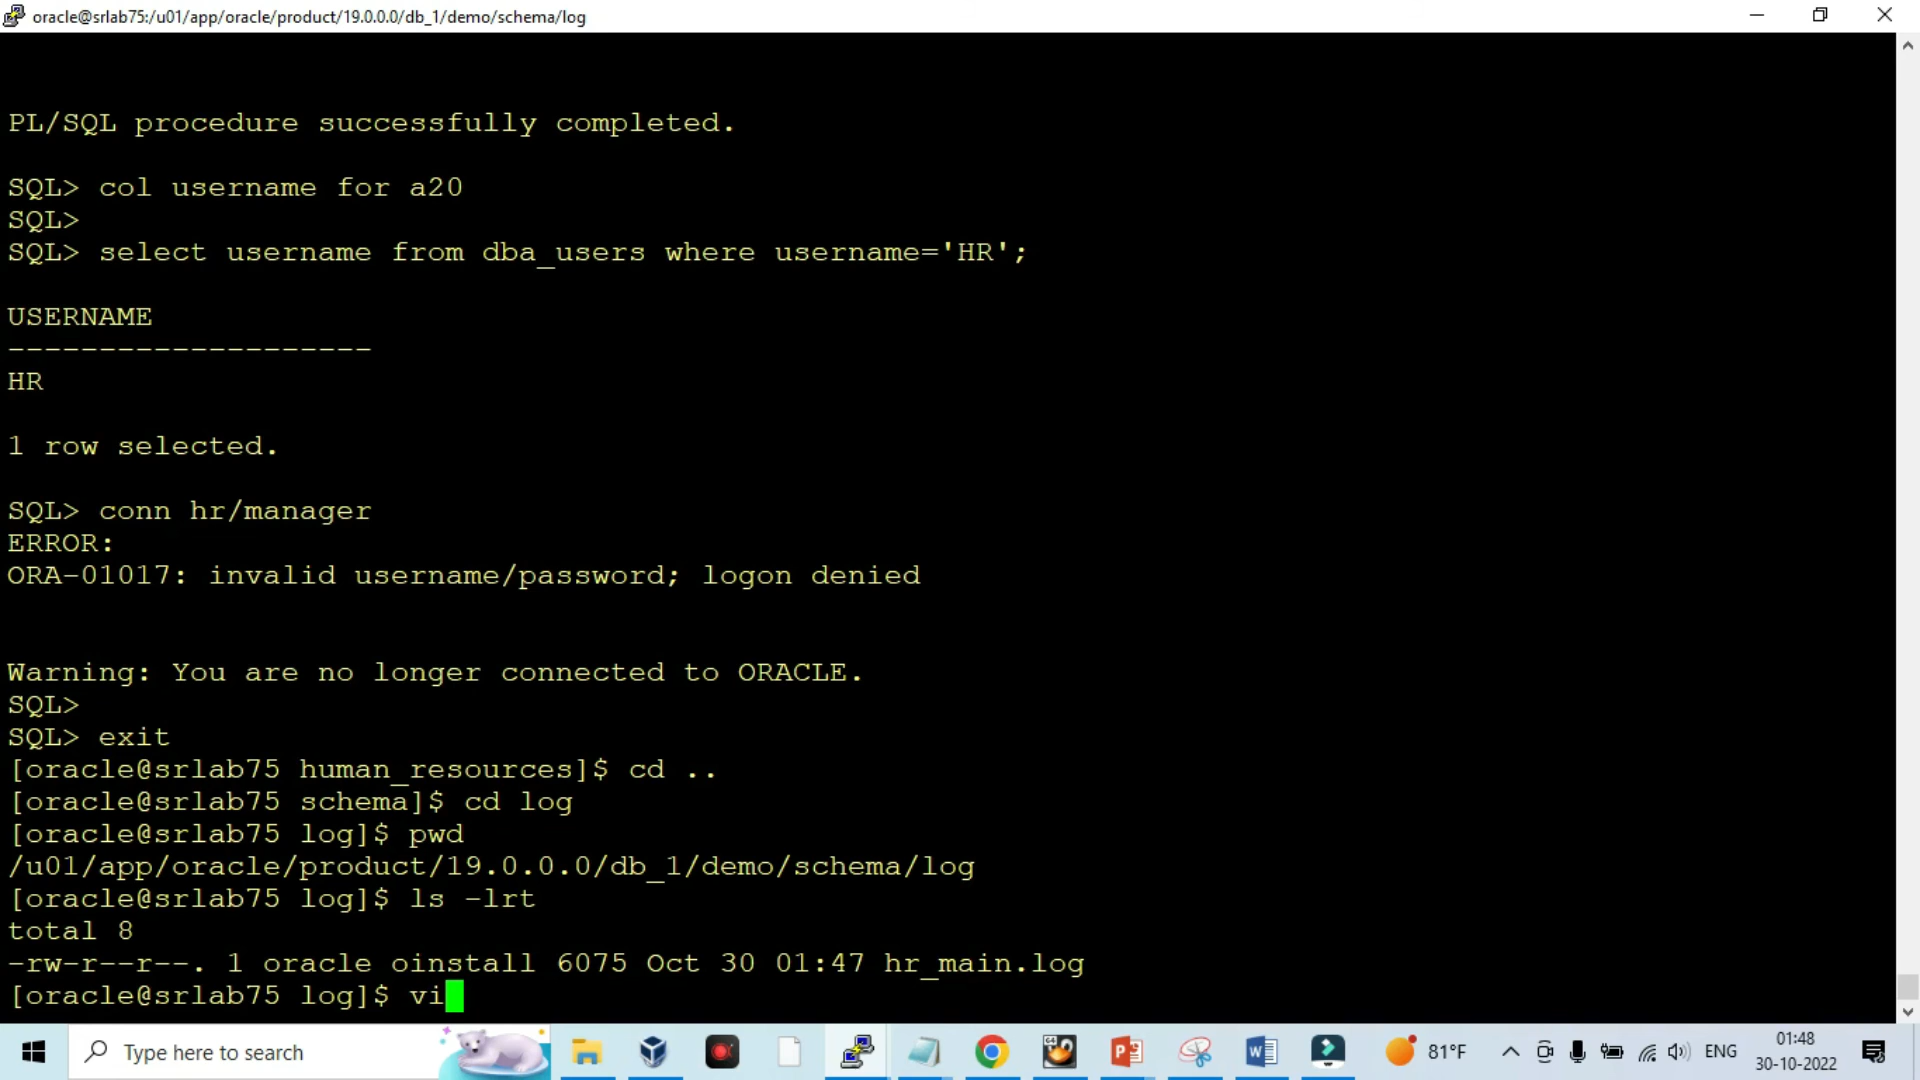 oracle@srlab75:/u01/app/oracle/product/19.0.0.0/db_1/demo/schema/log
PL/SQL procedure successfully completed.
SQL> col username for a20
SQL>
SQL> select username from dba_users where username='HR';
USERNAME
--------------------
HR
1 row selected.
SQL> conn hr/manager
ERROR:
ORA-01017: invalid username/password; logon denied
Warning: You are no longer connected to ORACLE.
SQL>
SQL> exit
[oracle@srlab75 human_resources]$ cd ..
[oracle@srlab75 schema]$ cd log
[oracle@srlab75 log]$ pwd
/u01/app/oracle/product/19.0.0.0/db_1/demo/schema/log
[oracle@srlab75 log]$ ls -lrt
total 8
-rw-r--r--. 1 oracle oinstall 6075 Oct 30 01:47 hr_main.log
[oracle@srlab75 log]$ vi
Type here to search
64
P
W
81°F
ENG
01:48
30-10-2022